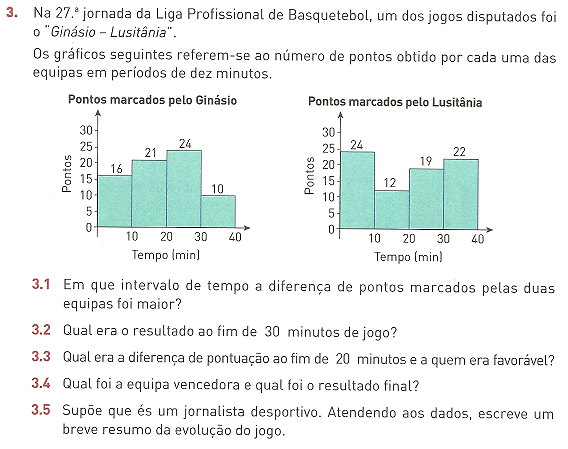 3. Na 27.ª jornada da Liga Profissional de Basquetebol, um dos jogos disputados foi
o "Ginásio – Lusitânia".
Os gráficos seguintes referem-se ao número de pontos obtido por cada uma das
equipas em períodos de dez minutos.
Pontos marcados pelo Ginásio
Pontos
30
25
20
15
10
5
0
16
21
24
10
10 20 30 40
Tempo (min)
Pontos marcados pelo Lusitânia
Pontos
30
25
20
15
10
5
0
24
12
19
22
10 20 30 40
Tempo (min)
3.1 Em que intervalo de tempo a diferença de pontos marcados pelas duas
equipas foi maior?
3.2 Qual era o resultado ao fim de 30 minutos de jogo?
3.3 Qual era a diferença de pontuação ao fim de 20 minutos e a quem era favorável?
3.4 Qual foi a equipa vencedora e qual foi o resultado final?
3.5 Supõe que és um jornalista desportivo. Atendendo aos dados, escreve um
breve resumo da evolução do jogo.